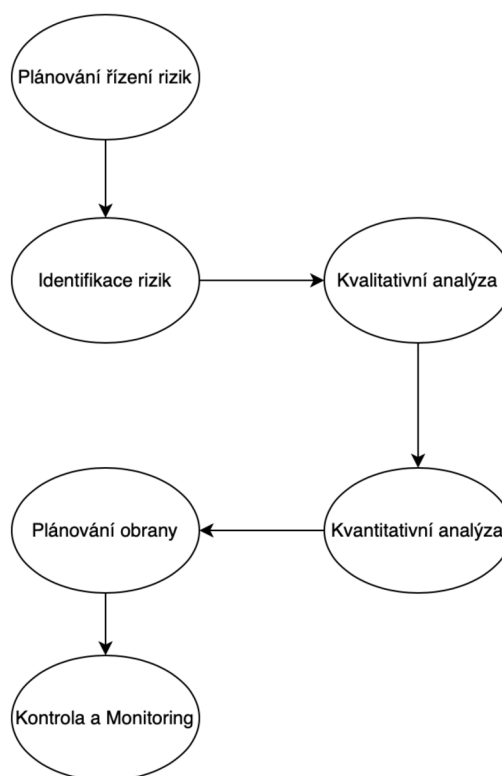 Plánování řízení rizik
Identifikace rizik
Kvalitativní analýza
Kvantitativní analýza
Plánování obrany
Kontrola a Monitoring